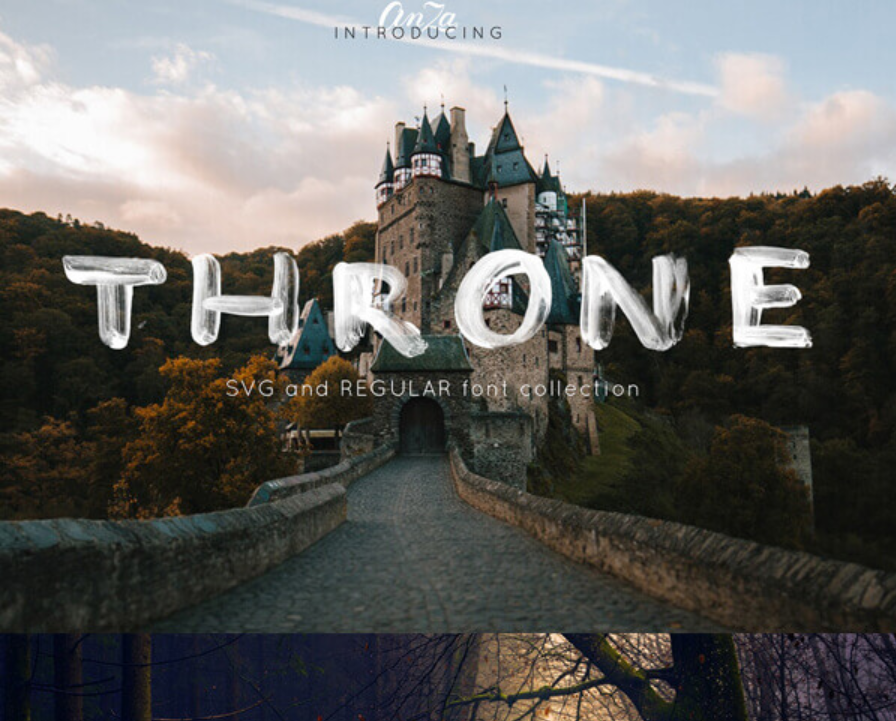 anza
INTRODUCING
THRONE
SVG and REGULAR font collection